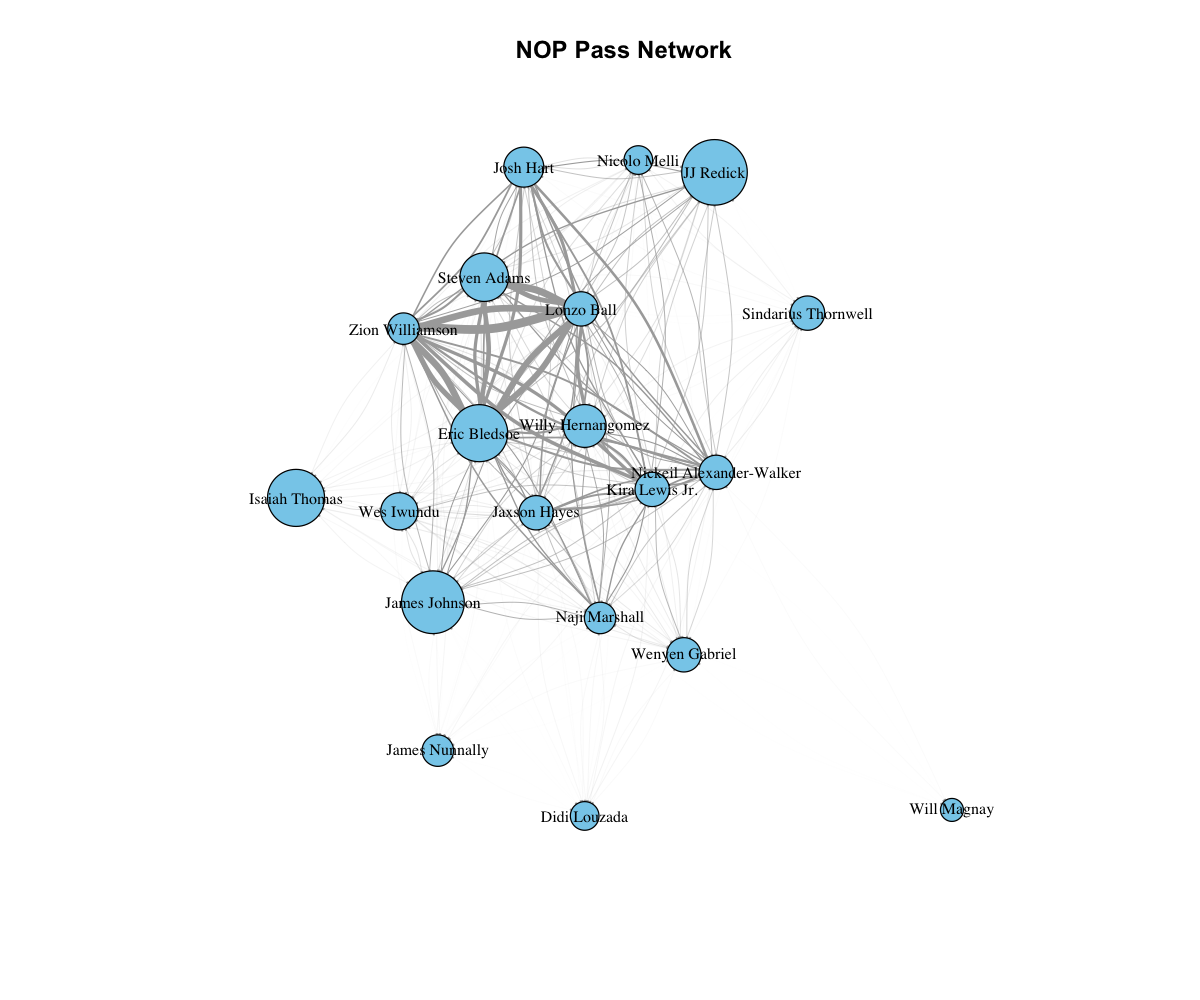 NOP Pass Network
Josh Hart
Nicolo Melli
JJ Redick
Steven Adams
Lonzo Ball
Sindarius Thornwell
Zion Williamson
Eric Bledsoe
Willy Hernangomez
Nickeil Alexander-Walker
Kira Lewis Jr.
Isaiah Thomas
Wes Iwundu
Jaxson Hayes
James Johnson
Naji Marshall
Wenyen Gabriel
James Nunnally
Didi Louzada
Will Magnay